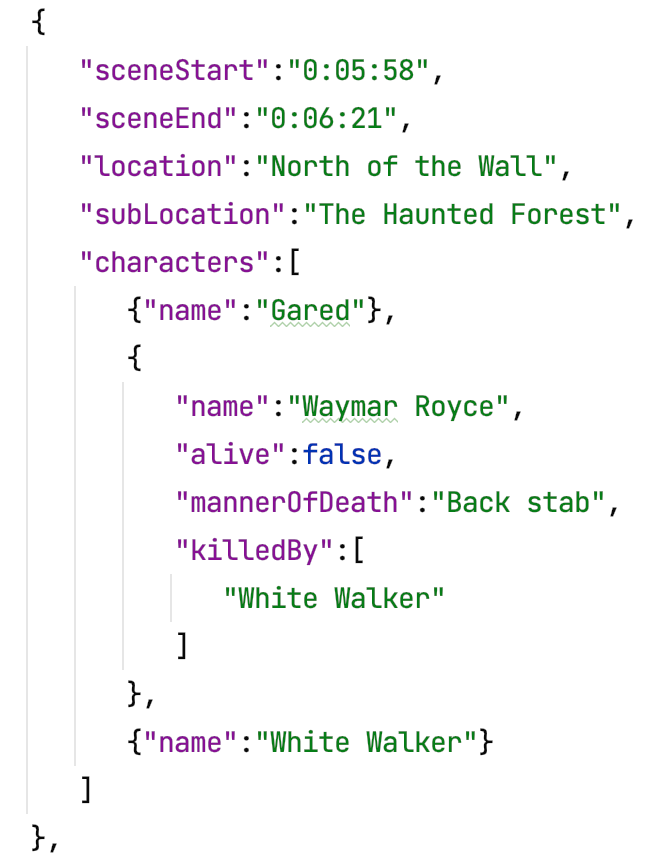 {
"sceneStart":"0:05:58",
"sceneEnd":"0:06:21",
"location":"North of the Wall",
"subLocation":"The Haunted Forest",
"characters":[
{"name":"Gared"},
{
"name":"Waymar Royce",
"alive":false,
"mannerOfDeath":"Back stab",
"killedBy":[
"White Walker"
]
},
{"name":"White Walker"}
]
},